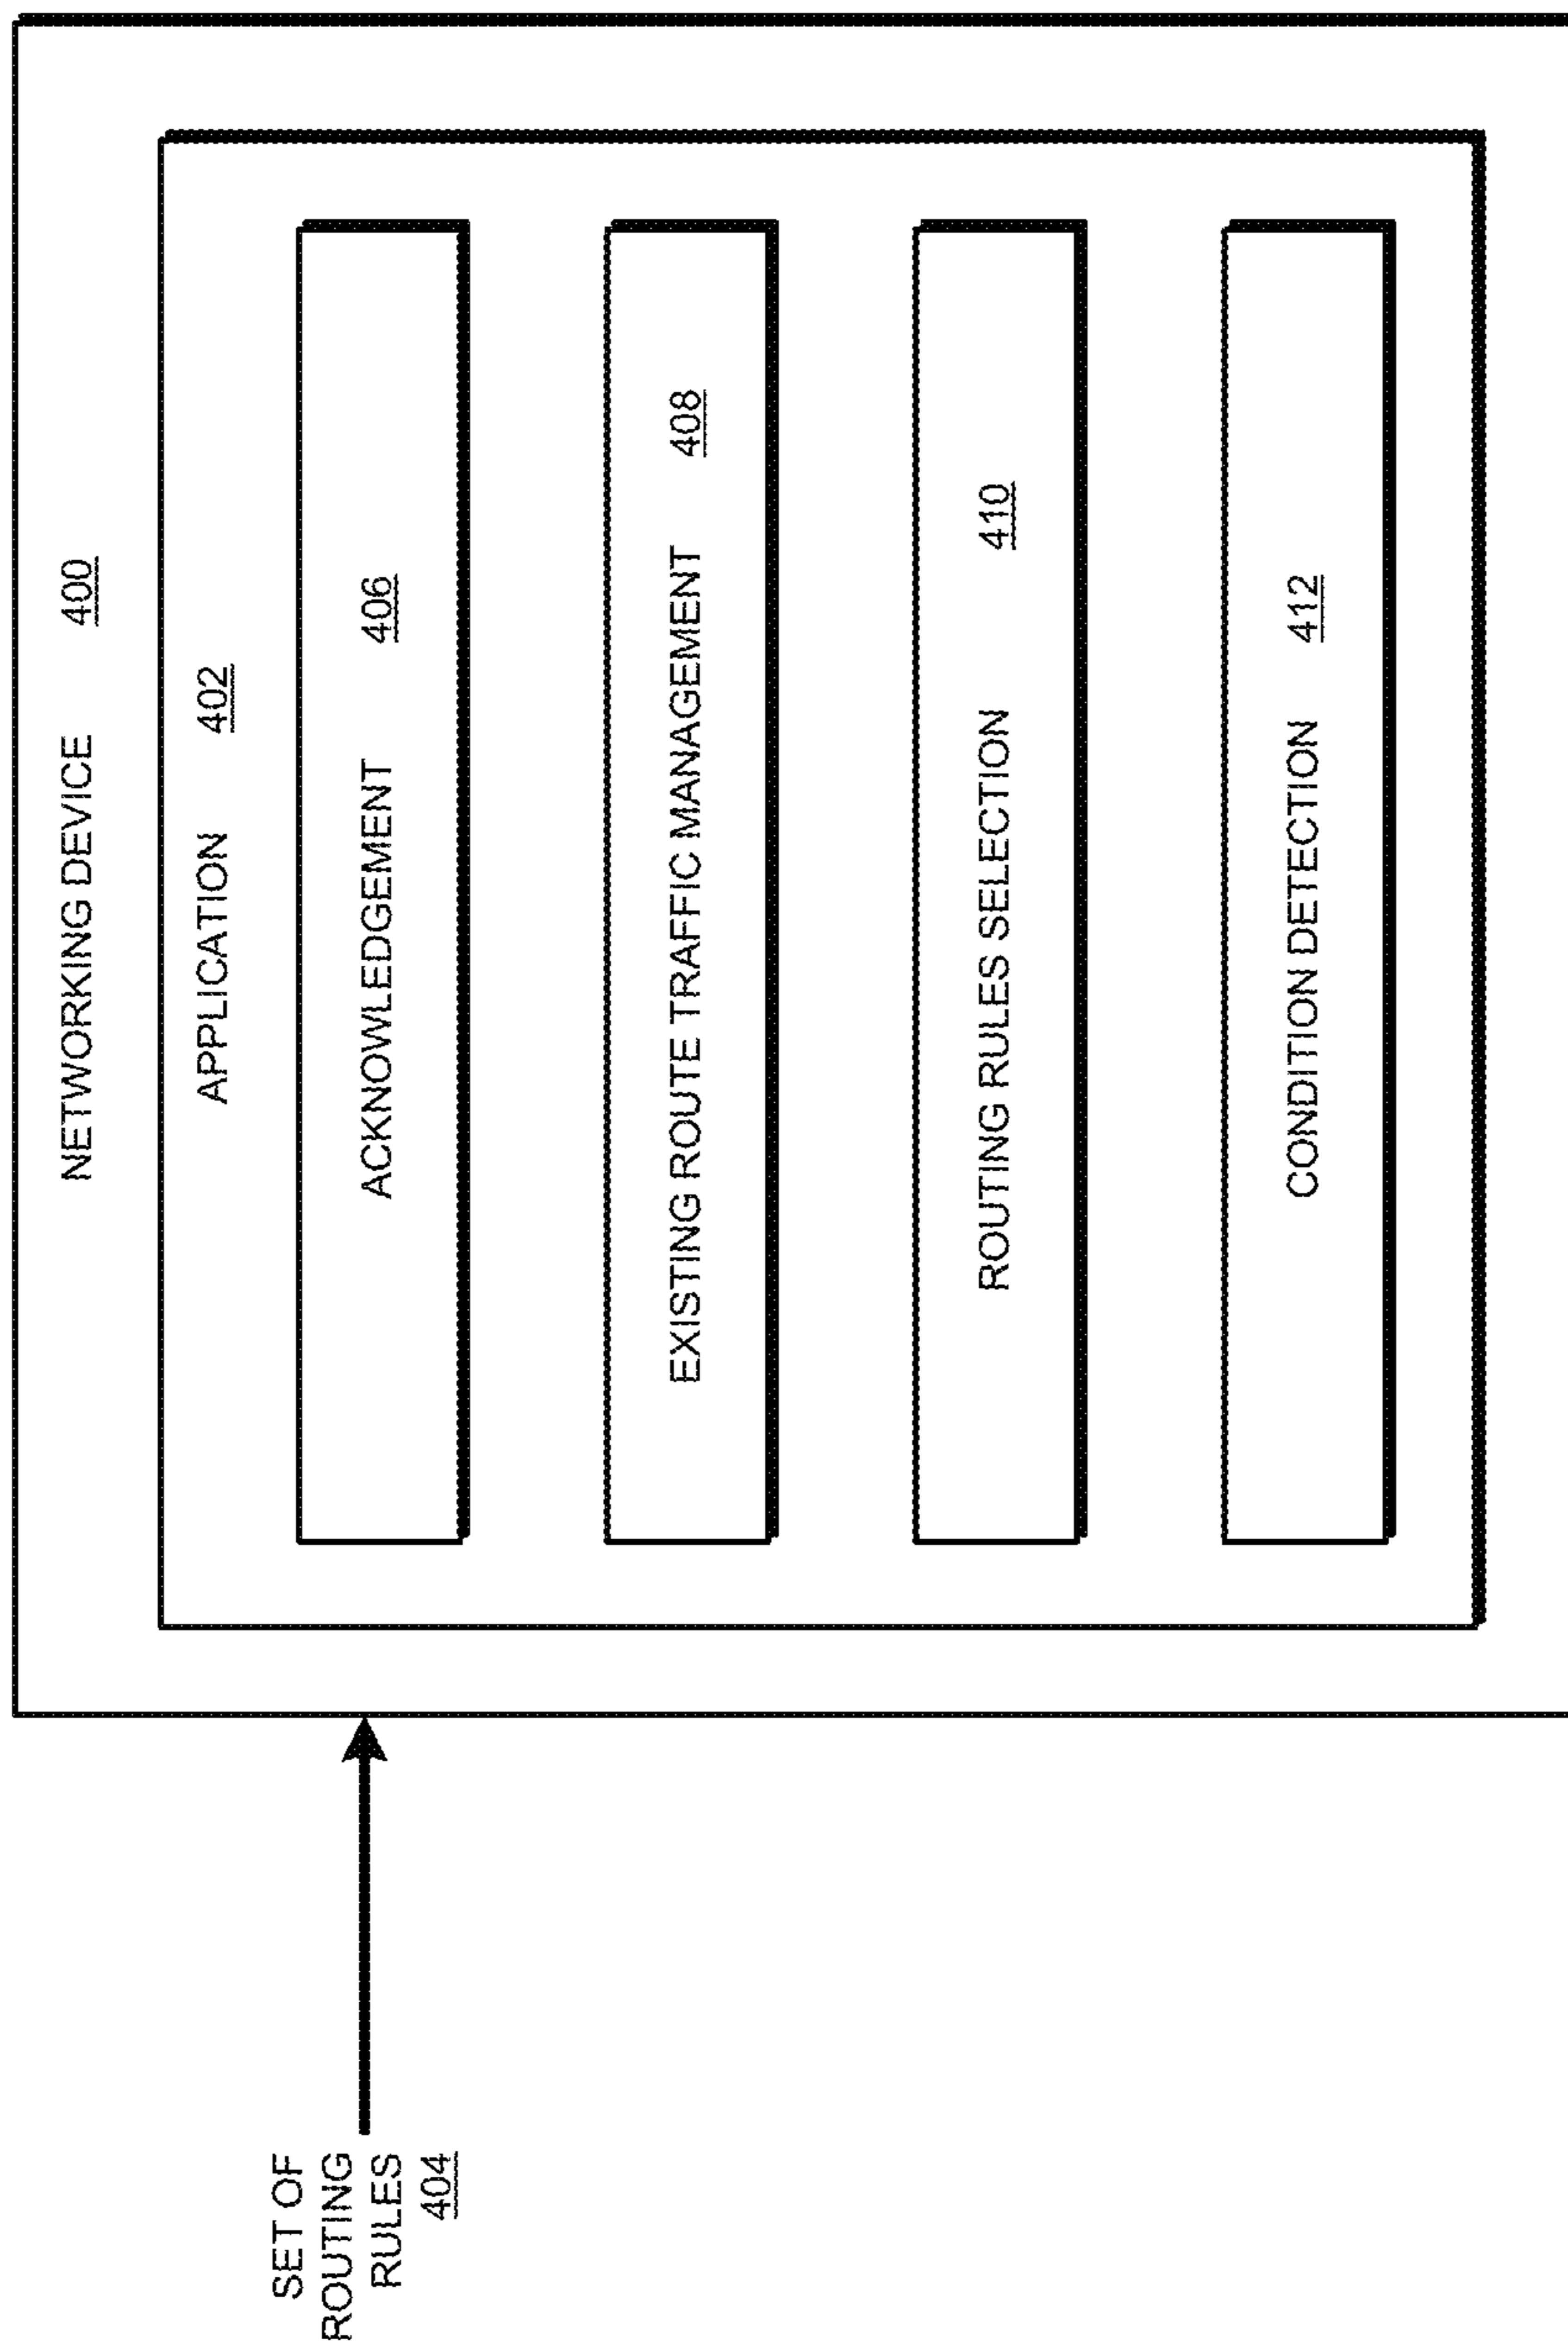 NETWORKING DEVICE 400
APPLICATION 402
ACKNOWLEDGEMENT 406
EXISTING ROUTE TRAFFIC MANAGEMENT 408
ROUTING RULES SELECTION 410
CONDITION DETECTION 412
SET OF
ROUTING
RULES
404